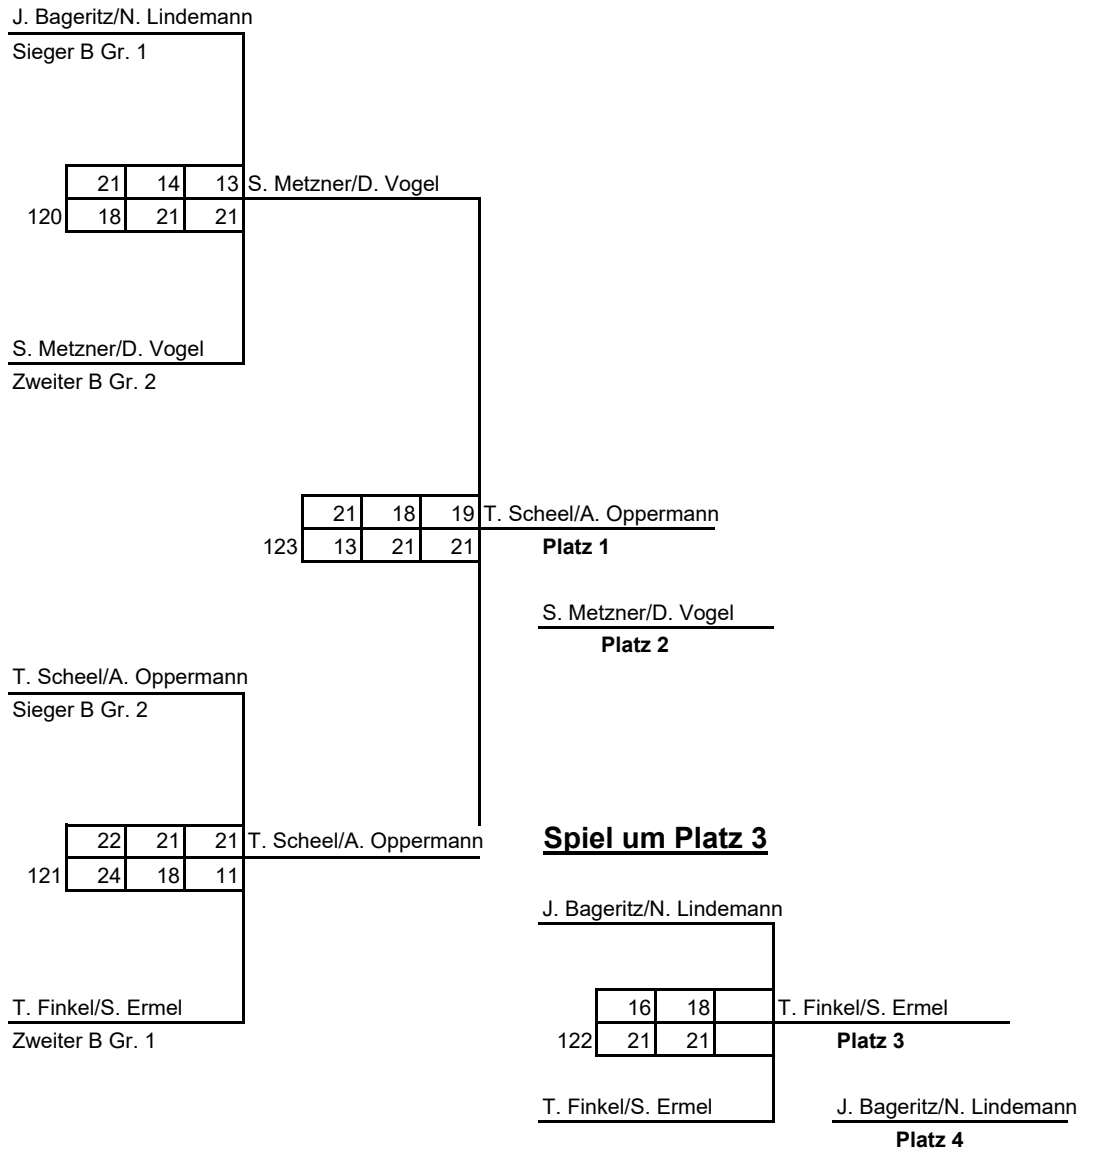 J. Bageritz/N. Lindemann
Sieger B Gr. 1
21 14 13 S. Metzner/D. Vogel
120 18 21 21
S. Metzner/D. Vogel
Zweiter B Gr. 2
21 18 19 T. Scheel/A. Oppermann
123 13 21 21 Platz 1
S. Metzner/D. Vogel
Platz 2
T. Scheel/A. Oppermann
Sieger B Gr. 2
22 21 21 T. Scheel/A. Oppermann Spiel um Platz 3
121 24 18 11
J. Bageritz/N. Lindemann
T. Finkel/S. Ermel 16 18 T. Finkel/S. Ermel
Zweiter B Gr. 1 122 21 21 Platz 3
T. Finkel/S. Ermel J. Bageritz/N. Lindemann
Platz 4